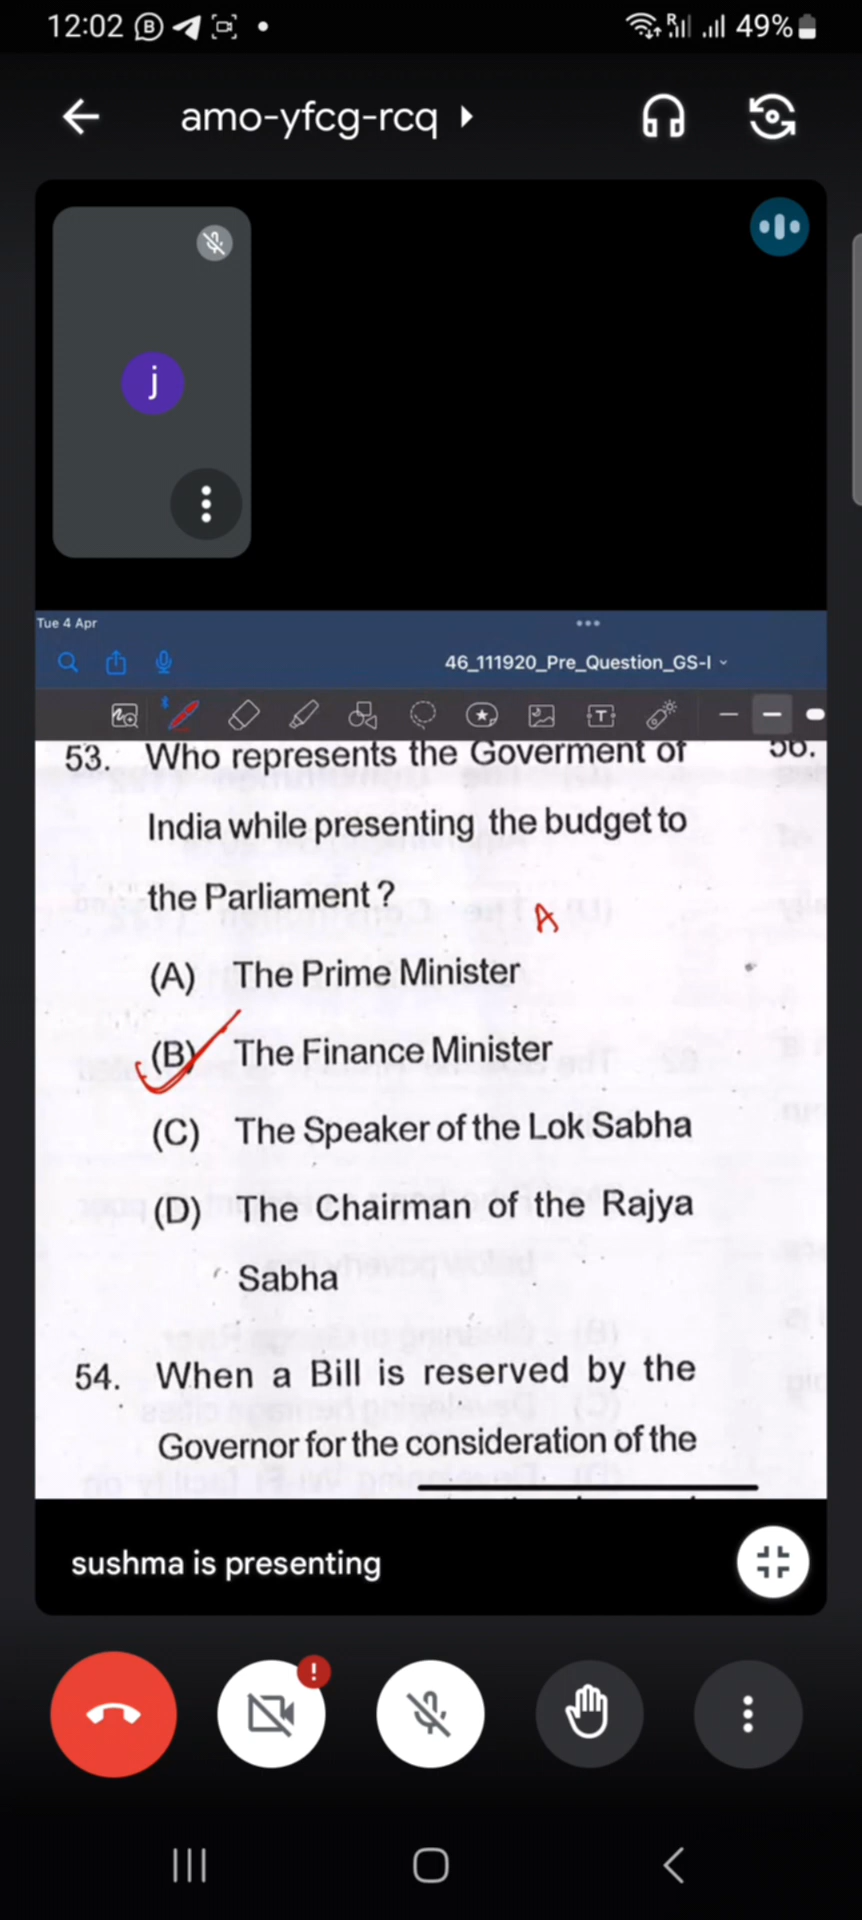 12:02
49%
amo-yfcg-rcq
j
Tue 4 Apr
46_111920_Pre_Question_GS-I
T
53. Who represents the Goverment of
India while presenting the budget to
the Parliament ?
A
(A) The Prime Minister
(B) The Finance Minister
(C) The Speaker of the Lok Sabha
(D) The Chairman of the Rajya
Sabha
54. When a Bill is reserved by the
Governor for the consideration of the
sushma is presenting